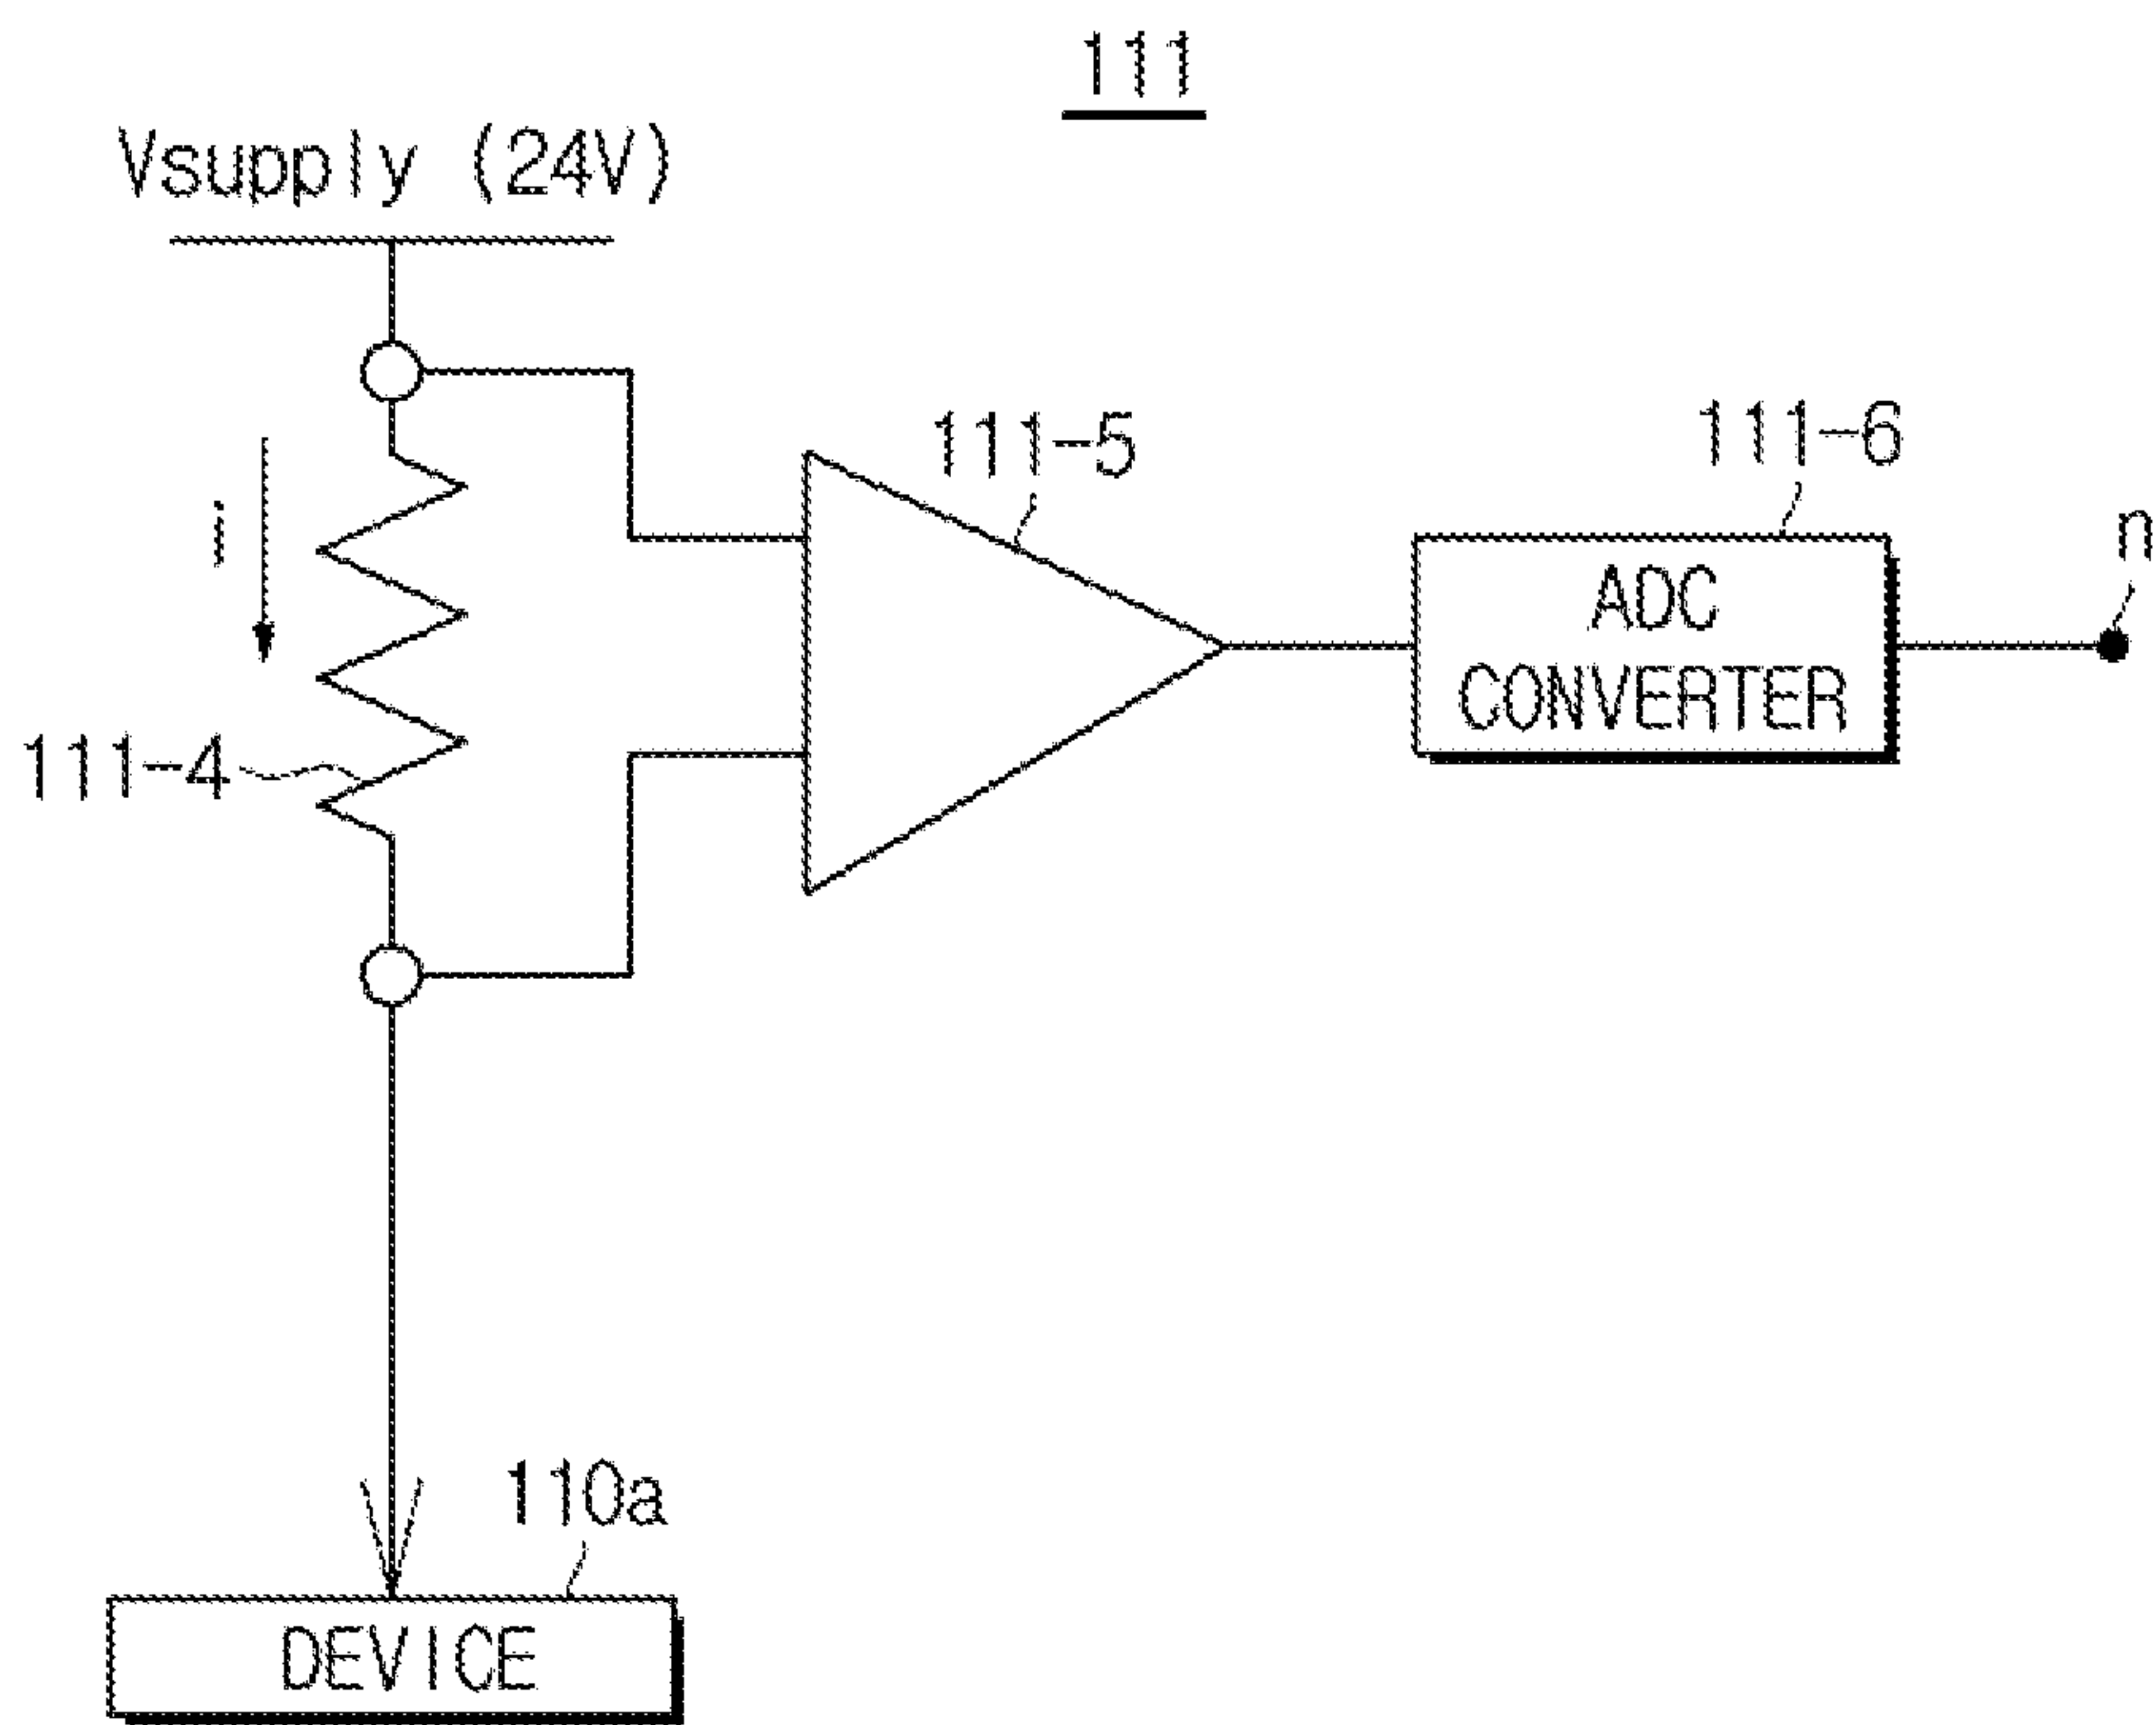 111
Vsupply (24V)
111-5
111-6
i
n
ADC
CONVERTER
111-4
110a
DEVICE